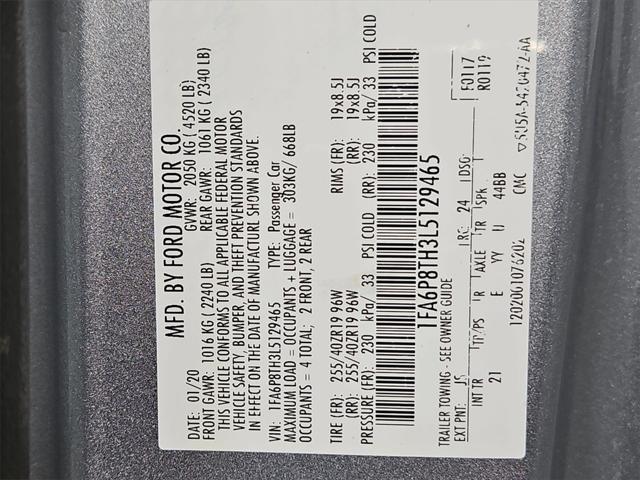 MFD. BY FORD MOTOR CO.
DATE: 01/20 GVWR: 2050 KG ( 4520 LB)
FRONT GAWR: 1016 KG ( 2240 LB) REAR GAWR: 1061 KG ( 2340 LB)
THIS VEHICLE CONFORMS TO ALL APPLICABLE FEDERAL MOTOR
VEHICLE SAFETY, BUMPER, AND THEFT PREVENTION STANDARDS
IN EFFECT ON THE DATE OF MANUFACTURE SHOWN ABOVE.
VEHICLE: 1FA6P8TH3L5129465 TYPE: Passenger Car
MAXIMUM LOAD = OCCUPANTS + LUGGAGE = 303KG/ 668LB
OCCUPANTS = 4 TOTAL: 2 FRONT, 2 REAR
TIRE (FR): 255/40ZR19 96W RIMS (FR): 19x8.5J
(RR): 255/40ZR19 96W (RR): 19x8.5J
PRESSURE (FR): 230 kPa/ 33 PSI COLD (RR): 230 kPa/ 33 PSI COLD
1FA6P8TH3L5129465
TRAILER TOWING - SEE OWNER GUIDE
EXT PNT: JS RC: 24 DSO: F0117
R0119
INT TR TP/PS R AXLE TR SPR
21 E YY U 44BB
1202001076202 CMC
5U5A-5420472-AA